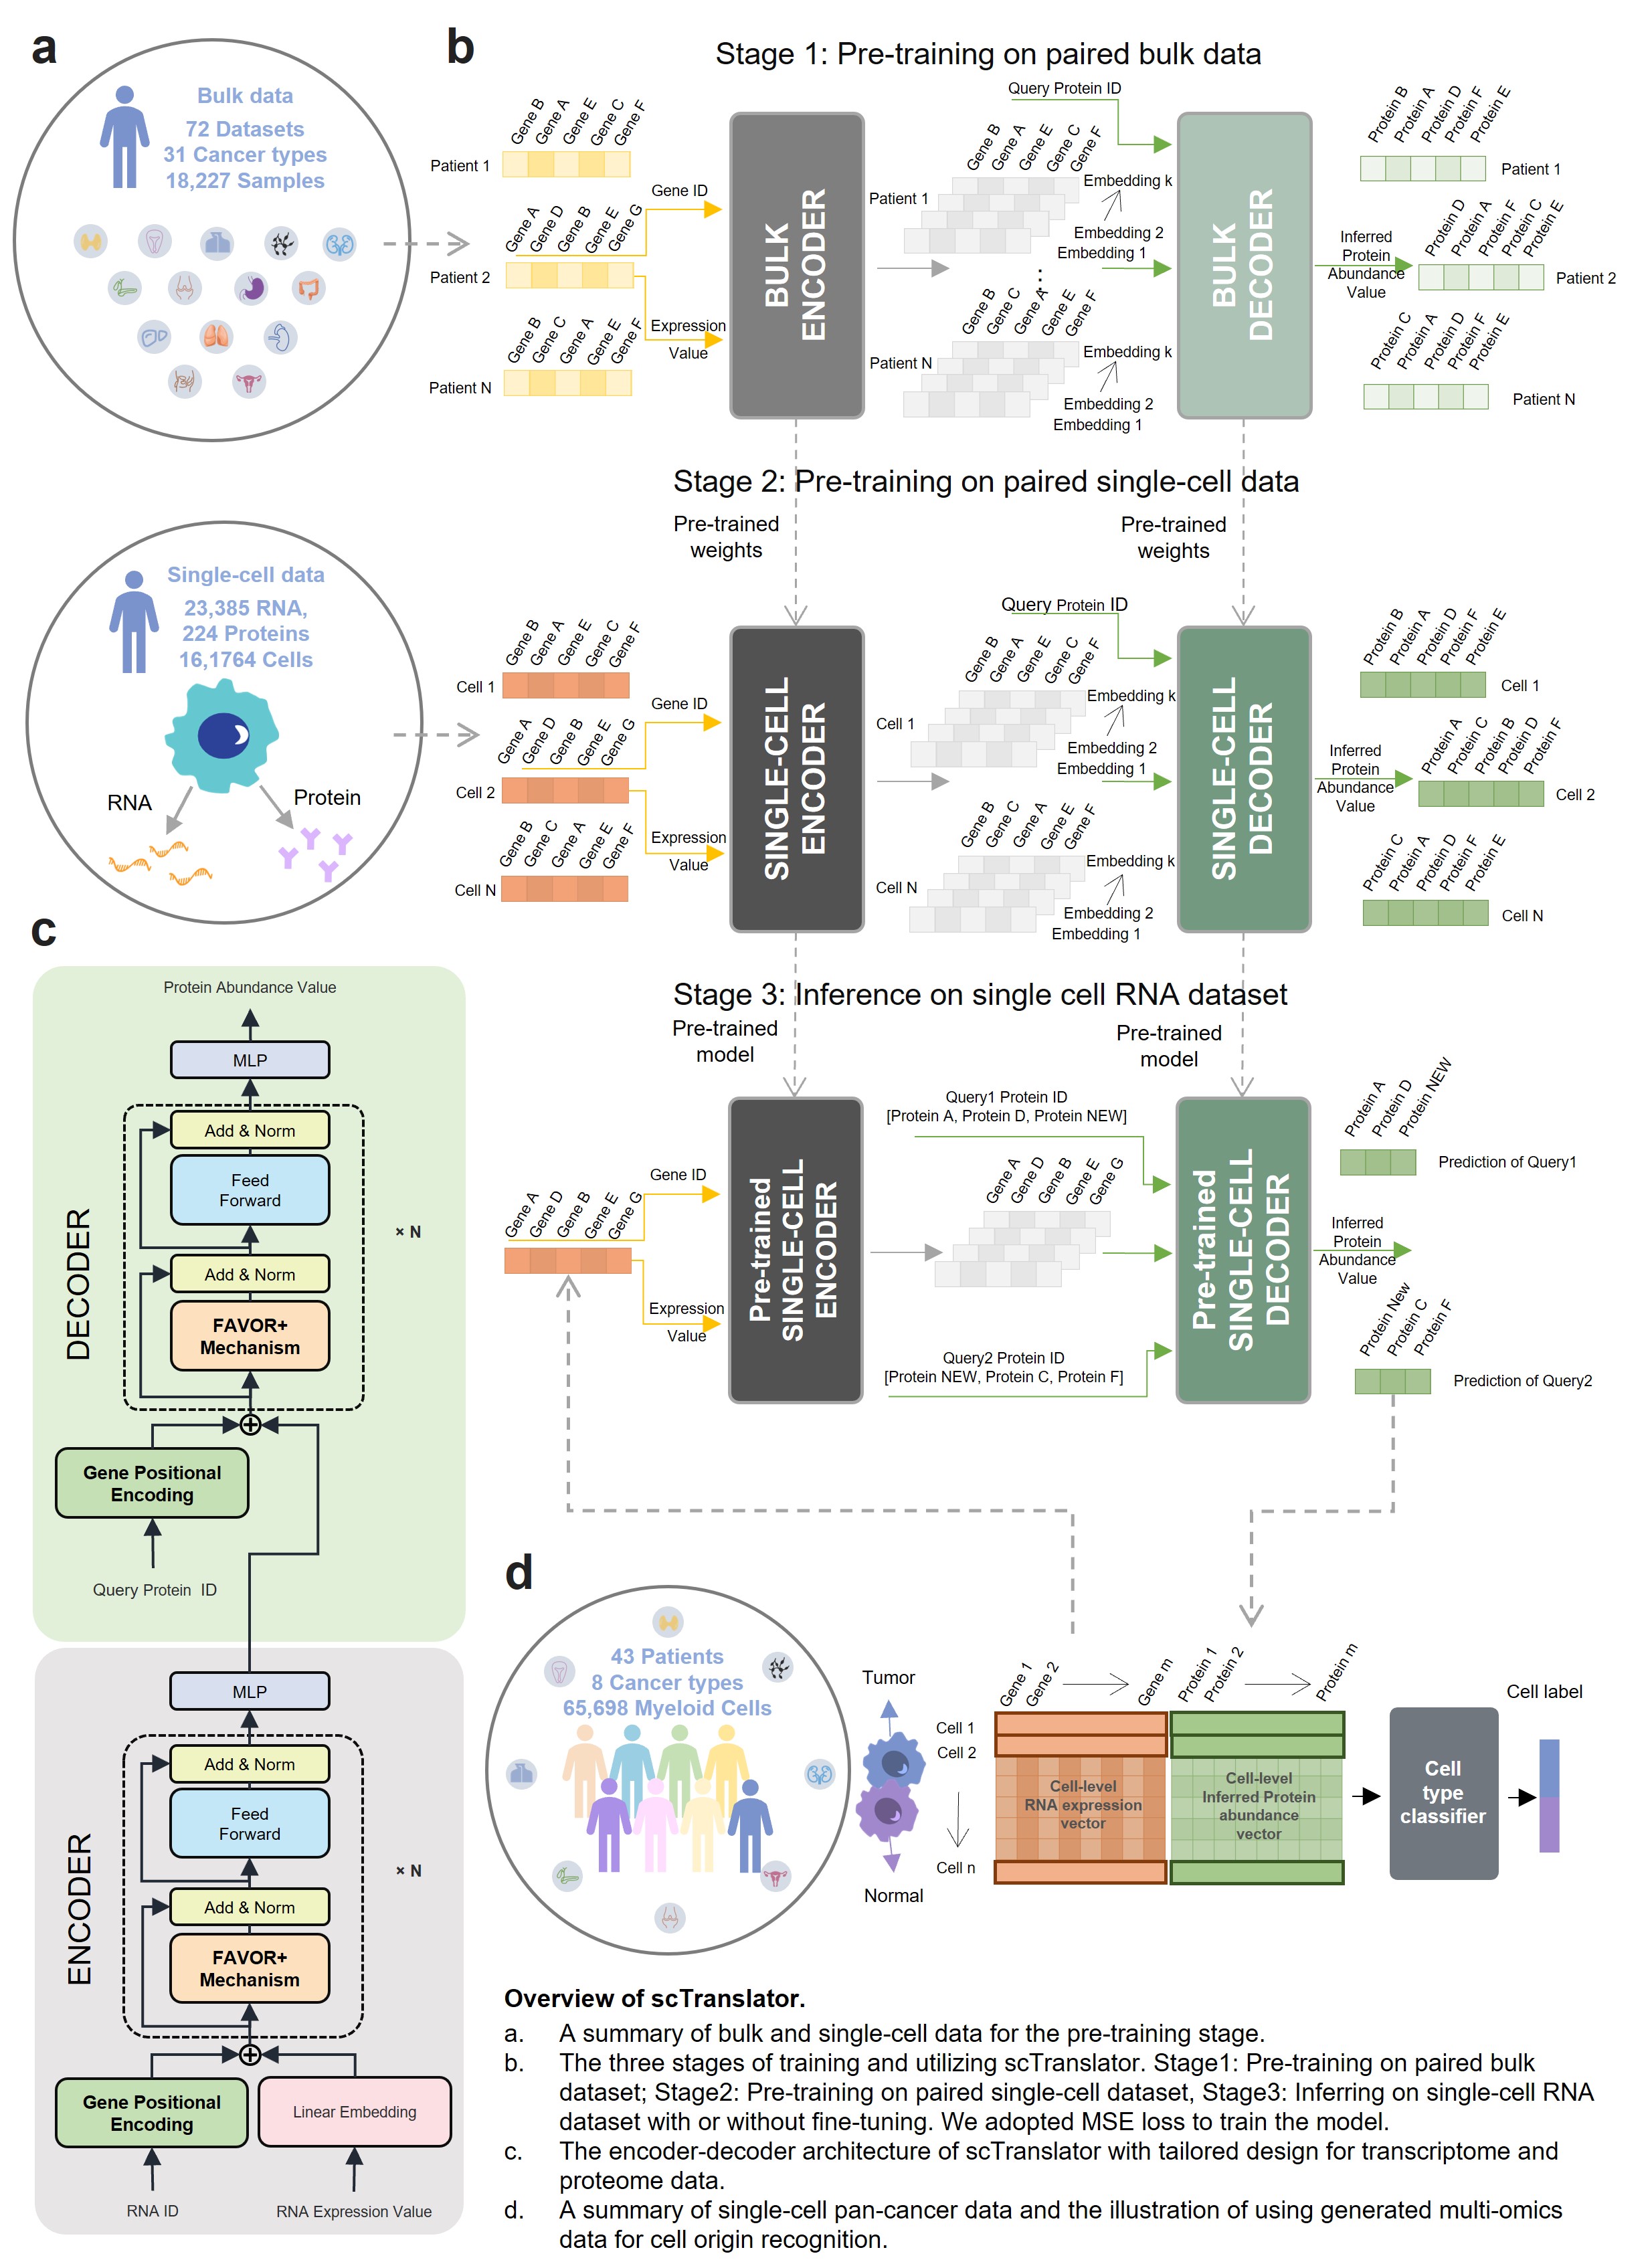 a
Bulk data
72 Datasets
31 Cancer types
18,227 Samples
Single-cell data
23,385 RNA,
224 Proteins
16,1764 Cells
RNA
Protein
b
Stage 1: Pre-training on paired bulk data
Gene B Gene A Gene E Gene C Gene F
Patient 1
Gene A Gene D Gene B Gene E Gene G
Patient 2
Gene B Gene C Gene A Gene E Gene F
Patient N
Gene ID
Expression
Value
BULK
ENCODER
Query Protein ID
Gene B Gene A Gene E Gene C Gene F
Patient 1
Embedding k
Embedding 2
Embedding 1
⋮
Gene B Gene C Gene A Gene E Gene F
Patient N
Embedding k
Embedding 2
Embedding 1
BULK
DECODER
Inferred
Protein
Abundance
Value
Protein B Protein A Protein D Protein F Protein E
Patient 1
Protein D Protein A Protein F Protein C Protein E
Patient 2
Protein C Protein A Protein D Protein F Protein E
Patient N
Stage 2: Pre-training on paired single-cell data
Pre-trained
weights
Pre-trained
weights
Gene B Gene A Gene E Gene C Gene F
Cell 1
Gene A Gene D Gene B Gene E Gene G
Cell 2
Gene B Gene C Gene A Gene E Gene F
Cell N
Gene ID
Expression
Value
SINGLE-CELL
ENCODER
Query Protein ID
Gene B Gene A Gene E Gene C Gene F
Cell 1
Embedding k
Embedding 2
Embedding 1
Gene B Gene C Gene A Gene E Gene F
Cell N
Embedding k
Embedding 2
Embedding 1
SINGLE-CELL
DECODER
Inferred
Protein
Abundance
Value
Protein B Protein A Protein D Protein F Protein E
Cell 1
Protein A Protein C Protein B Protein D Protein F
Cell 2
Protein C Protein A Protein D Protein F Protein E
Cell N
Stage 3: Inference on single cell RNA dataset
Pre-trained
model
Pre-trained
model
Gene A Gene D Gene B Gene E Gene G
Gene ID
Expression
Value
Pre-trained
SINGLE-CELL
ENCODER
Query1 Protein ID
[Protein A, Protein D, Protein NEW]
Gene A Gene D Gene B Gene E Gene G
Query2 Protein ID
[Protein NEW, Protein C, Protein F]
Pre-trained
SINGLE-CELL
DECODER
Protein A Protein D Protein NEW
Prediction of Query1
Inferred
Protein
Abundance
Value
Protein New Protein C Protein F
Prediction of Query2
c
Protein Abundance Value
MLP
Add & Norm
Feed
Forward
Add & Norm
FAVOR+
Mechanism
DECODER
× N
Gene Positional
Encoding
Query Protein ID
MLP
Add & Norm
Feed
Forward
Add & Norm
FAVOR+
Mechanism
ENCODER
× N
Gene Positional
Encoding
Linear Embedding
RNA ID
RNA Expression Value
d
43 Patients
8 Cancer types
65,698 Myeloid Cells
Tumor
Normal
Gene 1 Gene 2 Gene m
Protein 1 Protein 2 Protein m
Cell 1
Cell 2
Cell n
Cell-level
RNA expression
vector
Cell-level
Inferred Protein
abundance
vector
Cell
type
classifier
Cell label
Overview of scTranslator.
a. A summary of bulk and single-cell data for the pre-training stage.
b. The three stages of training and utilizing scTranslator. Stage1: Pre-training on paired bulk
dataset; Stage2: Pre-training on paired single-cell dataset, Stage3: Inferring on single-cell RNA
dataset with or without fine-tuning. We adopted MSE loss to train the model.
c. The encoder-decoder architecture of scTranslator with tailored design for transcriptome and
proteome data.
d. A summary of single-cell pan-cancer data and the illustration of using generated multi-omics
data for cell origin recognition.